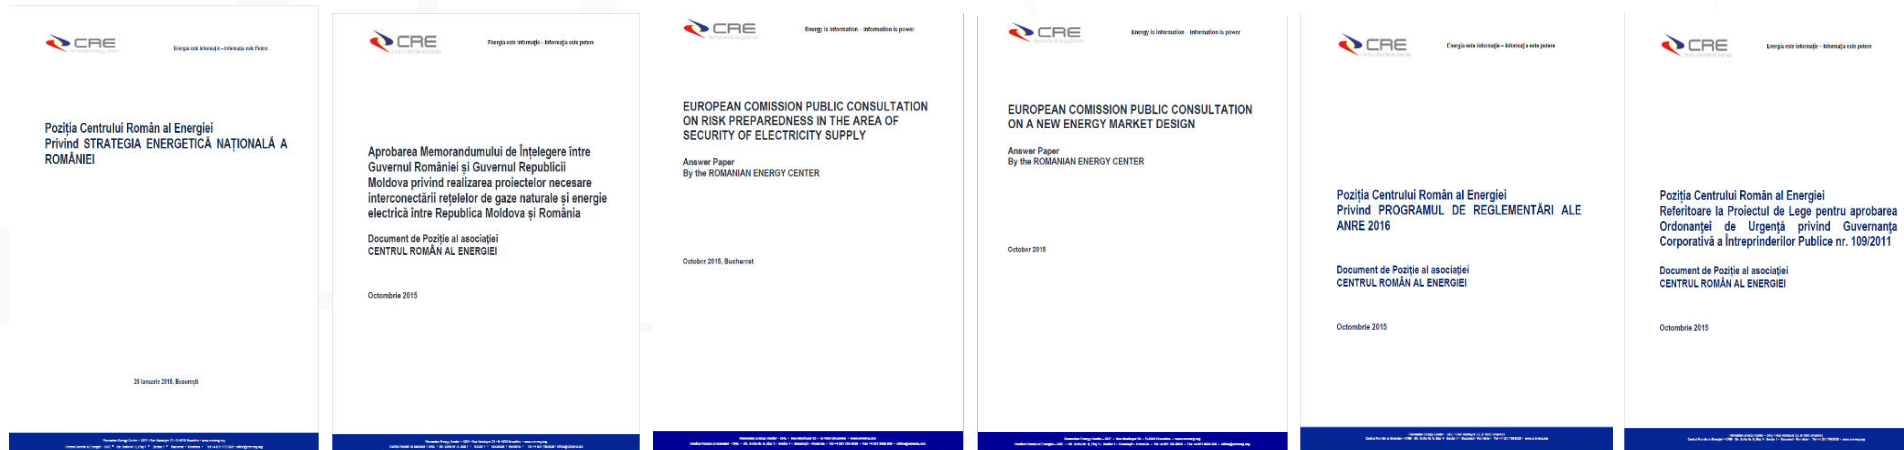 CRE
Energia este informație – Informația este Putere
Poziția Centrului Român al Energiei
Privind STRATEGIA ENERGETICĂ NAȚIONALĂ A
ROMÂNIEI
CRE
Energia este informație – Informația este putere
Aprobarea Memorandumului de Înțelegere între
Guvernul României și Guvernul Republicii
Moldova privind realizarea proiectelor necesare
interconectării rețelelor de gaze naturale și energie
electrică între Republica Moldova și România
Document de Poziție al asociației
CENTRUL ROMÂN AL ENERGIEI
Octombrie 2015
CRE
Energy is information - Information is power
EUROPEAN COMISSION PUBLIC CONSULTATION
ON RISK PREPAREDNESS IN THE AREA OF
SECURITY OF ELECTRICITY SUPPLY
Answer Paper
By the ROMANIAN ENERGY CENTER
October 2015, Bucharest
CRE
Energy is information - Information is power
EUROPEAN COMISSION PUBLIC CONSULTATION
ON A NEW ENERGY MARKET DESIGN
Answer Paper
By the ROMANIAN ENERGY CENTER
October 2015
CRE
Energia este informație – Informația este putere
Poziția Centrului Român al Energiei
Privind PROGRAMUL DE REGLEMENTĂRI ALE
ANRE 2016
Document de Poziție al asociației
CENTRUL ROMÂN AL ENERGIEI
Octombrie 2015
CRE
Energia este informație – Informația este putere
Poziția Centrului Român al Energiei
Referitoare la Proiectul de Lege pentru aprobarea
Ordonanței de Urgență privind Guvernanța
Corporativă a Întreprinderilor Publice nr. 109/2011
Document de Poziție al asociației
CENTRUL ROMÂN AL ENERGIEI
Octombrie 2015